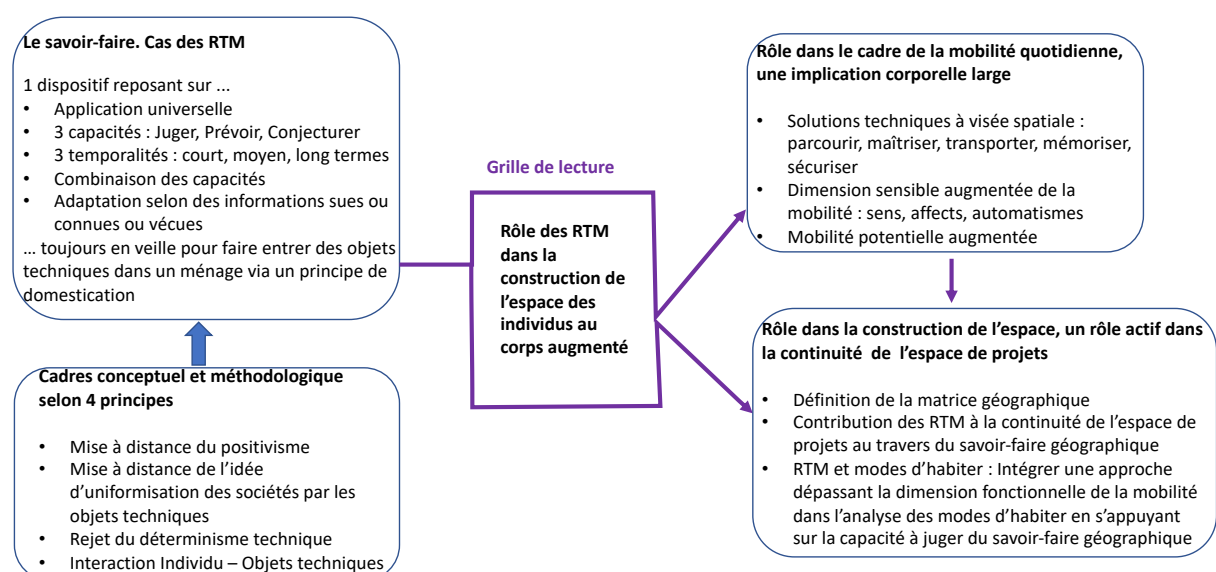 Le savoir-faire. Cas des RTM
1 dispositif reposant sur ...
• Application universelle
• 3 capacités : Juger, Prévoir, Conjecturer
• 3 temporalités : court, moyen, long termes
• Combinaison des capacités
• Adaptation selon des informations sues ou
connues ou vécues
... toujours en veille pour faire entrer des objets
techniques dans un ménage via un principe de
domestication
Cadres conceptuel et méthodologique
selon 4 principes
• Mise à distance du positivisme
• Mise à distance de l’idée
d’uniformisation des sociétés par les
objets techniques
• Rejet du déterminisme technique
• Interaction Individu – Objets techniques
Grille de lecture
Rôle des RTM
dans la
construction de
l’espace des
individus au
corps augmenté
Rôle dans le cadre de la mobilité quotidienne,
une implication corporelle large
• Solutions techniques à visée spatiale :
parcourir, maîtriser, transporter, mémoriser,
sécuriser
• Dimension sensible augmentée de la
mobilité : sens, affects, automatismes
• Mobilité potentielle augmentée
Rôle dans la construction de l’espace, un rôle actif dans
la continuité de l’espace de projets
• Définition de la matrice géographique
• Contribution des RTM à la continuité de l’espace de
projets au travers du savoir-faire géographique
• RTM et modes d’habiter : Intégrer une approche
dépassant la dimension fonctionnelle de la mobilité
dans l’analyse des modes d’habiter en s’appuyant
sur la capacité à juger du savoir-faire géographique